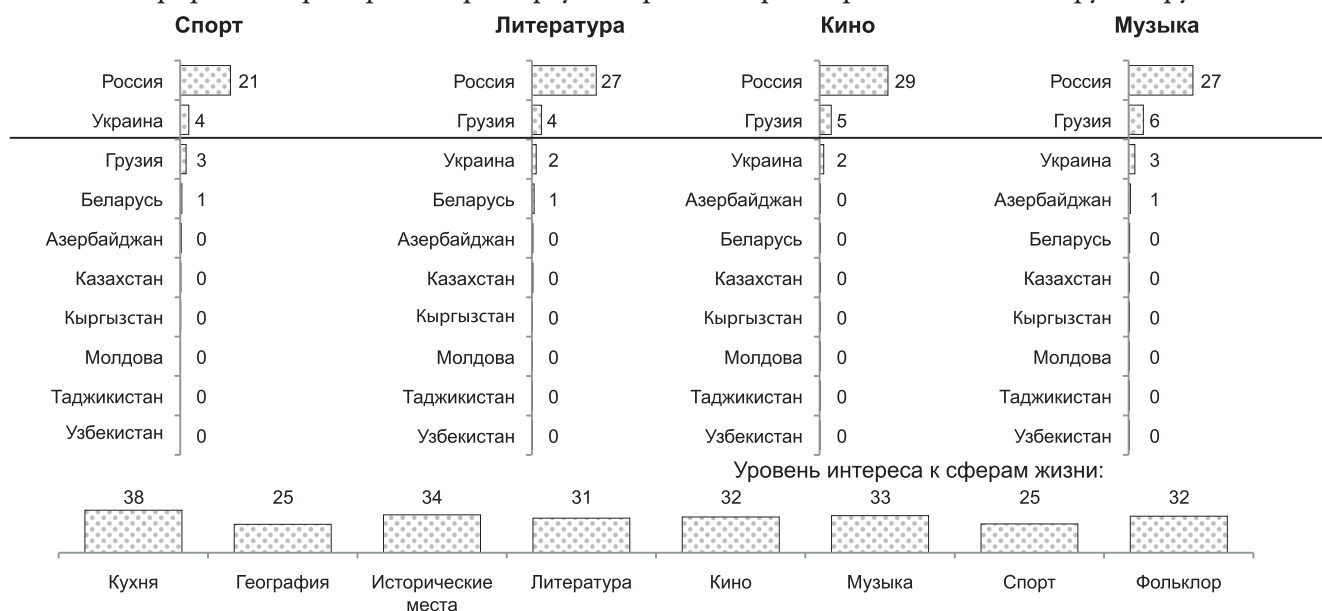 Спорт Литература Кино Музыка
Россия 21 Россия 27 Россия 29 Россия 27
Украина 4 Грузия 4 Грузия 5 Грузия 6
Грузия 3 Украина 2 Украина 2 Украина 3
Беларусь 1 Беларусь 1 Азербайджан 0 Азербайджан 1
Азербайджан 0 Азербайджан 0 Беларусь 0 Беларусь 0
Казахстан 0 Казахстан 0 Казахстан 0 Казахстан 0
Кыргызстан 0 Кыргызстан 0 Кыргызстан 0 Кыргызстан 0
Молдова 0 Молдова 0 Молдова 0 Молдова 0
Таджикистан 0 Таджикистан 0 Таджикистан 0 Таджикистан 0
Узбекистан 0 Узбекистан 0 Узбекистан 0 Узбекистан 0
Уровень интереса к сферам жизни:
38 25 34 31 32 33 25 32
Кухня География Исторические Литература Кино Музыка Спорт Фольклор
места